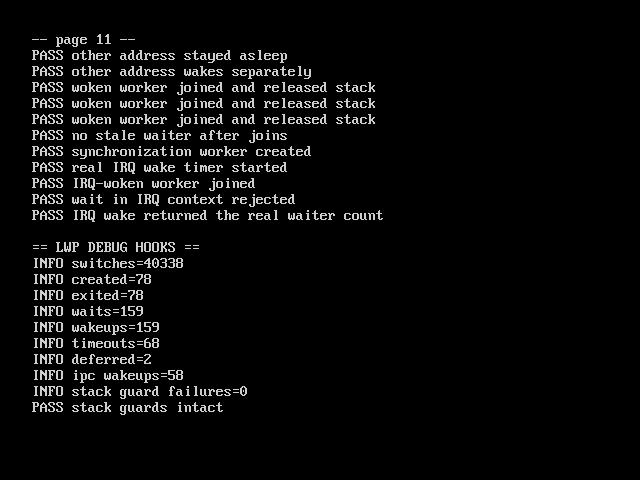 -- page 11 --
PASS other address stayed asleep
PASS other address wakes separately
PASS woken worker joined and released stack
PASS woken worker joined and released stack
PASS woken worker joined and released stack
PASS no stale waiter after joins
PASS synchronization worker created
PASS real IRQ wake timer started
PASS IRQ-woken worker joined
PASS wait in IRQ context rejected
PASS IRQ wake returned the real waiter count
== LWP DEBUG HOOKS ==
INFO switches=40338
INFO created=78
INFO exited=78
INFO waits=159
INFO wakeups=159
INFO timeouts=68
INFO deferred=2
INFO ipc wakeups=58
INFO stack guard failures=0
PASS stack guards intact